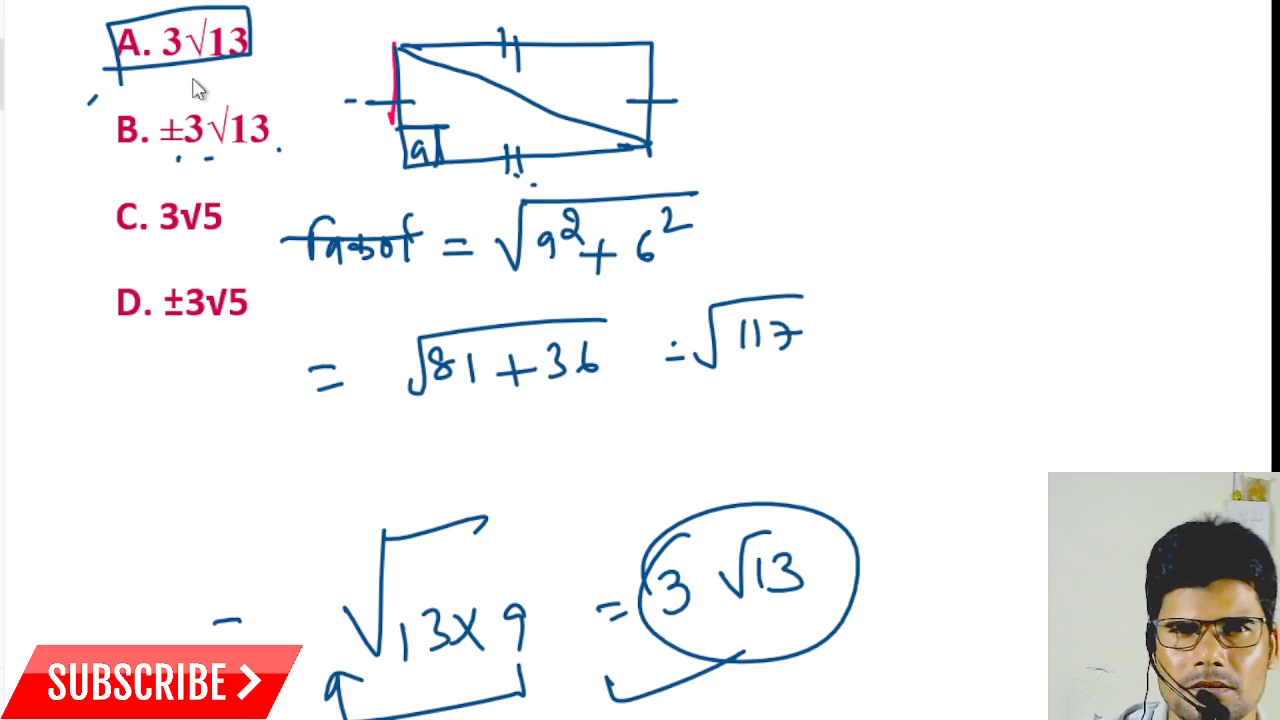 A. 3√13
B. ±3√13
C. 3√5
D. ±3√5
9
= √9² + 6²
= √81 + 36 = √117
= √13 x 9 = 3 √13
SUBSCRIBE